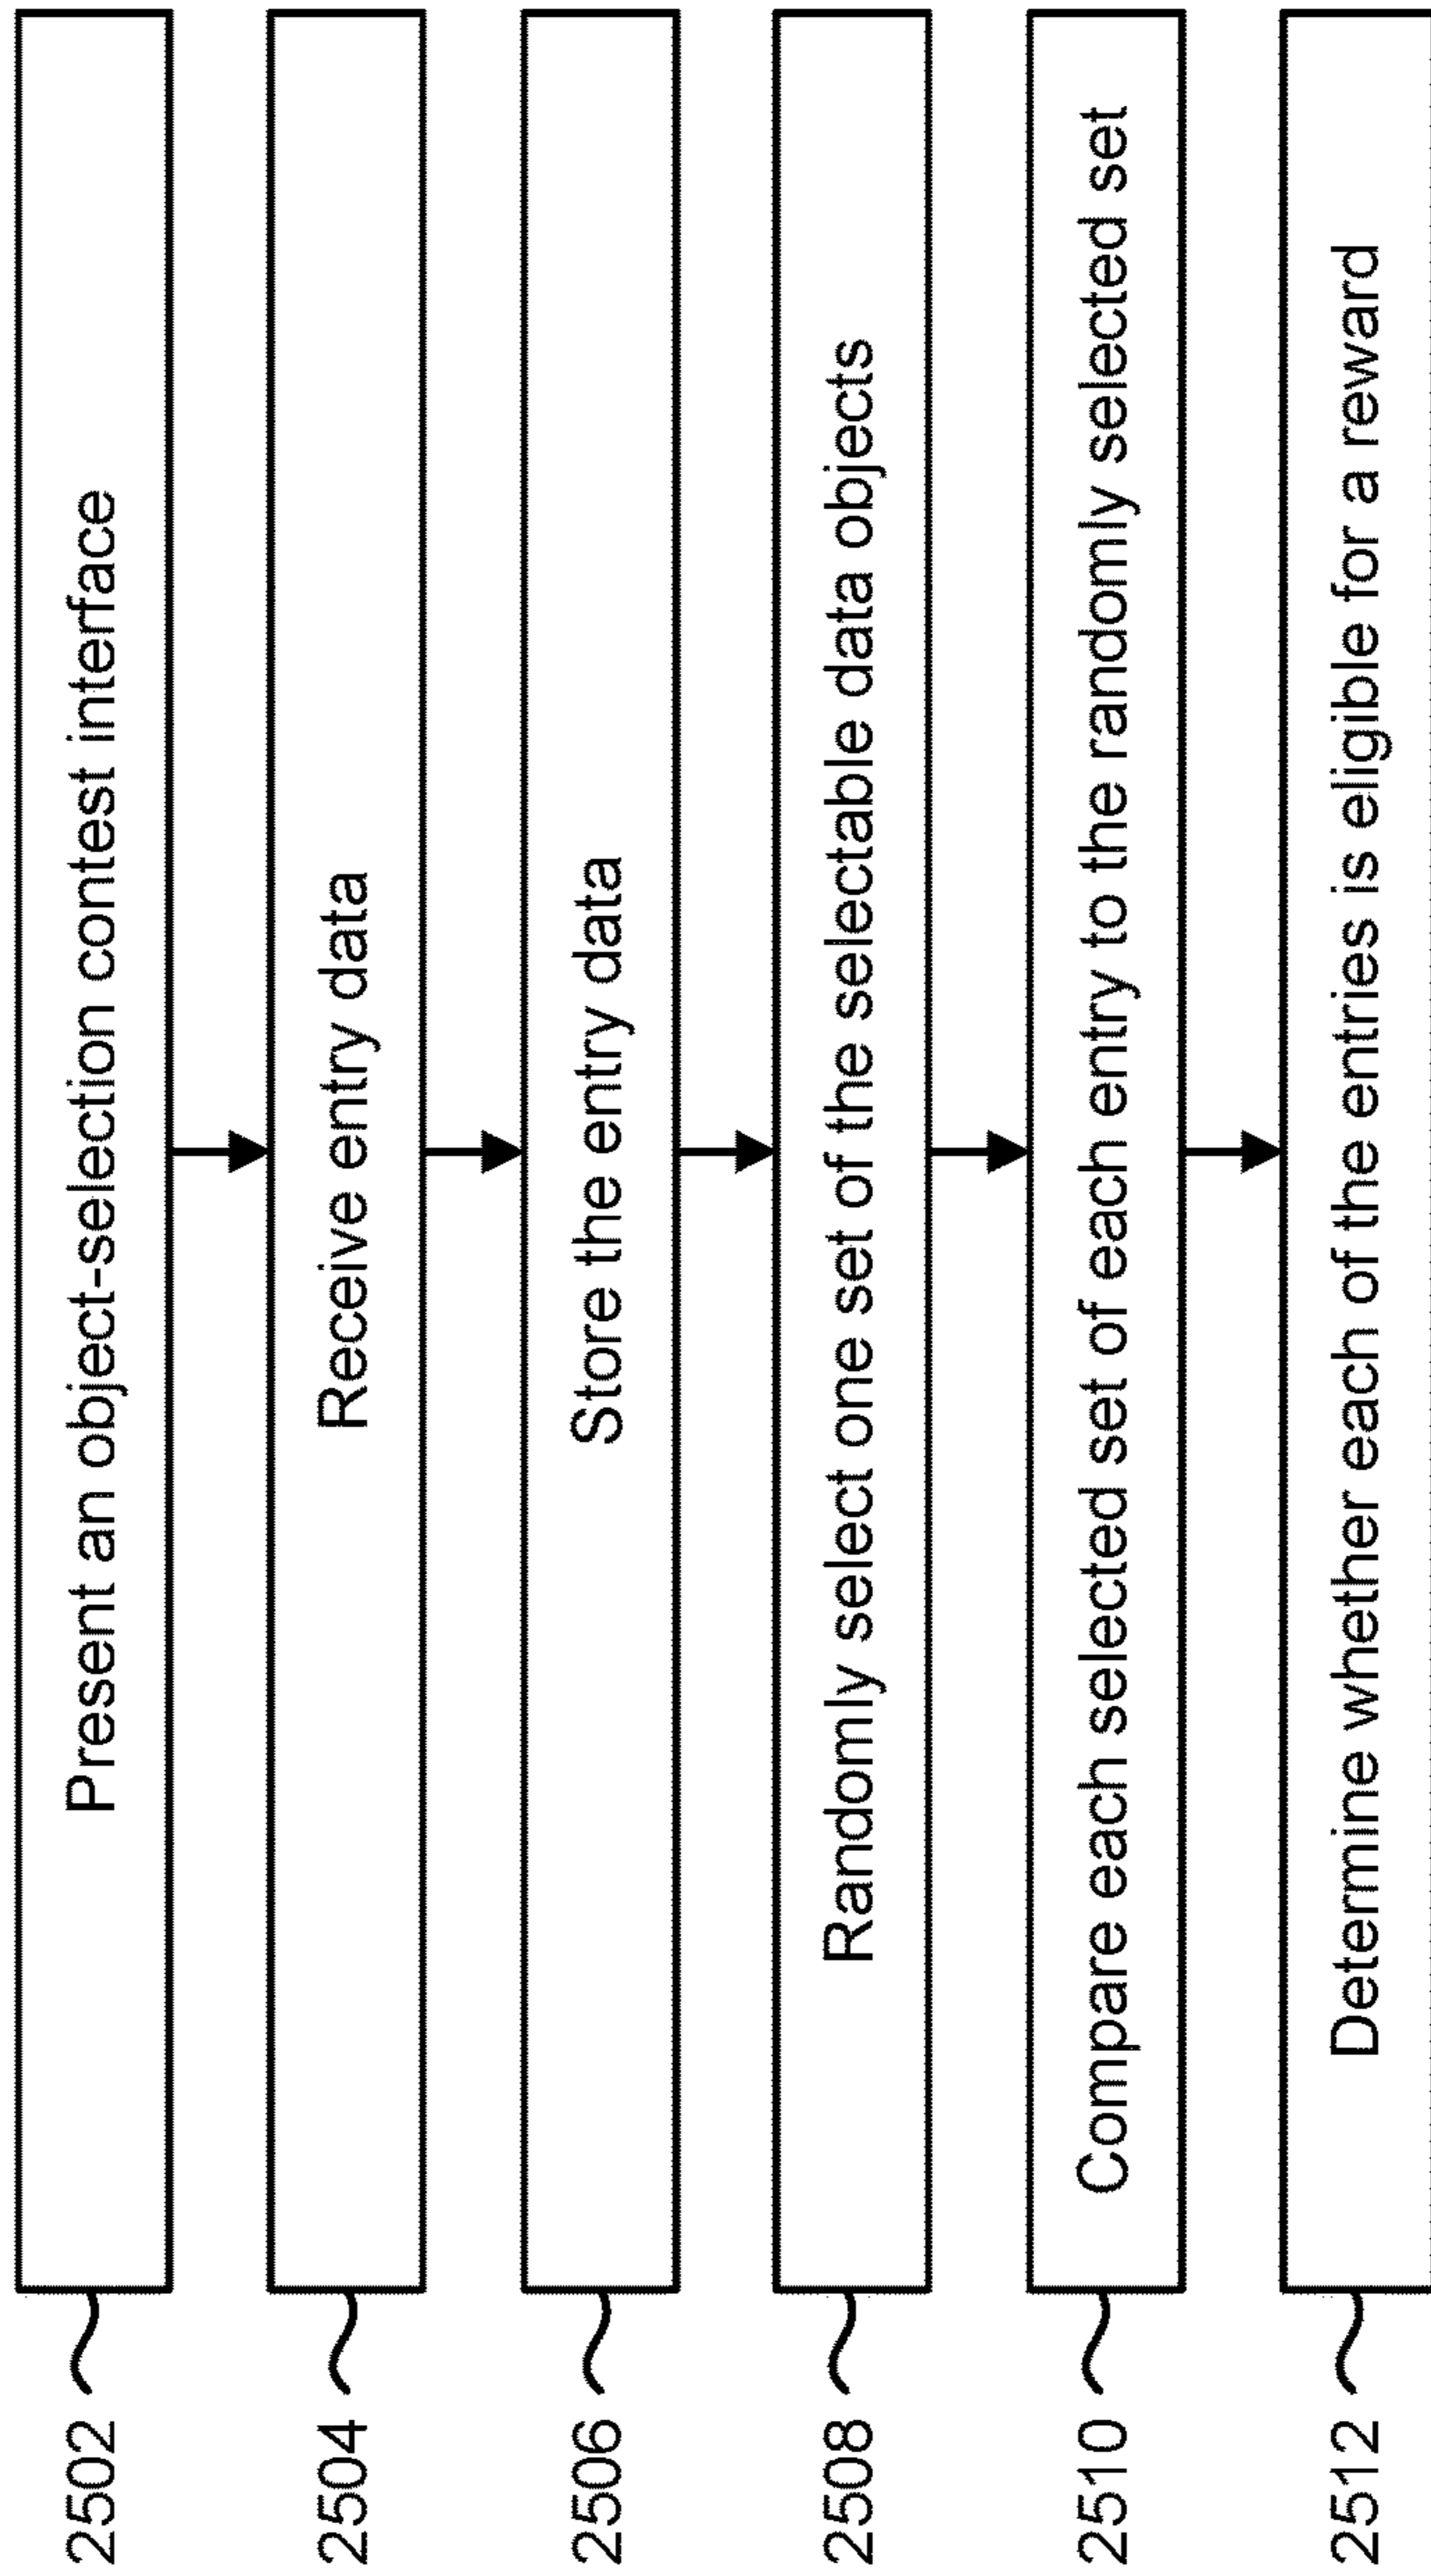 2502
Present an object-selection contest interface
2504
Receive entry data
2506
Store the entry data
2508
Randomly select one set of the selectable data objects
2510
Compare each selected set of each entry to the randomly selected set
2512
Determine whether each of the entries is eligible for a reward